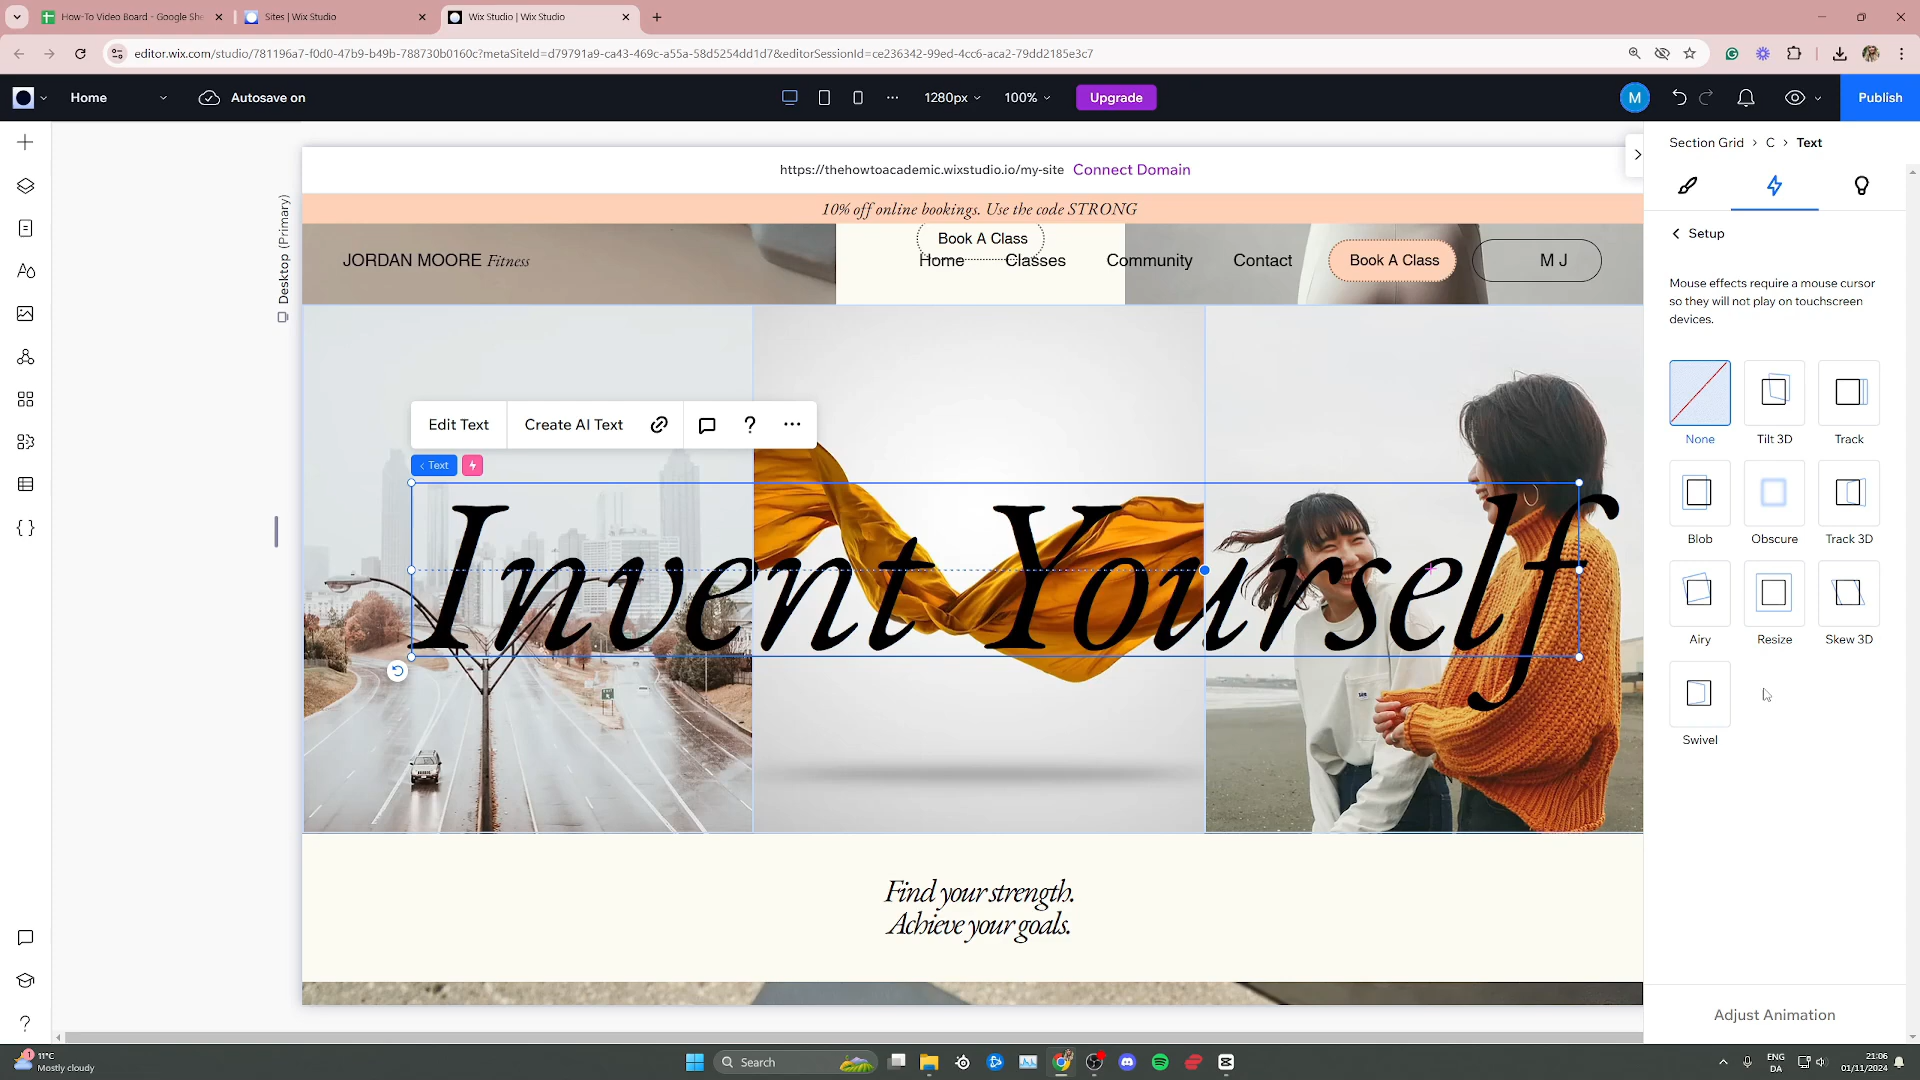 How-To Video Board - Google She
Sites | Wix Studio
Wix Studio | Wix Studio
editor.wix.com/studio/781196a7-f0d0-47b9-b49b-788730b0160c?metaSiteId=d79791a9-ca43-469c-a55a-58d5254dd1d7&editorSessionId=ce236342-99ed-4cc6-aca2-79dd2185e3c7
Home
Autosave on
1280px
100%
Upgrade
M
Publish
Section Grid > C > Text
https://thehowtoacademic.wixstudio.io/my-site Connect Domain
10% off online bookings. Use the code STRONG
Desktop (Primary)
Book A Class
JORDAN MOORE Fitness
Home
Classes
Community
Contact
Book A Class
M J
Setup
Mouse effects require a mouse cursor
so they will not play on touchscreen
devices.
None
Tilt 3D
Track
Edit Text
Create AI Text
Text
Invent Yourself
Blob
Obscure
Track 3D
Airy
Resize
Skew 3D
Swivel
Find your strength.
Achieve your goals.
Adjust Animation
1
11°C
Mostly cloudy
Search
ENG
DA
21:06
01/11/2024